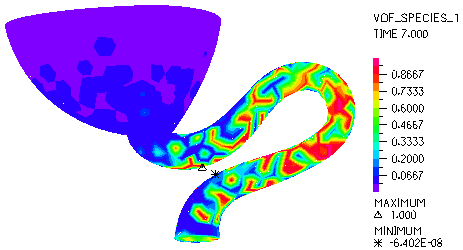 VOF_SPECIES_1
TIME 7.000
0.8667
0.7333
0.6000
0.4667
0.3333
0.2000
0.0667
MAXIMUM
△ 1.000
MINIMUM
✳ -6.402E-08